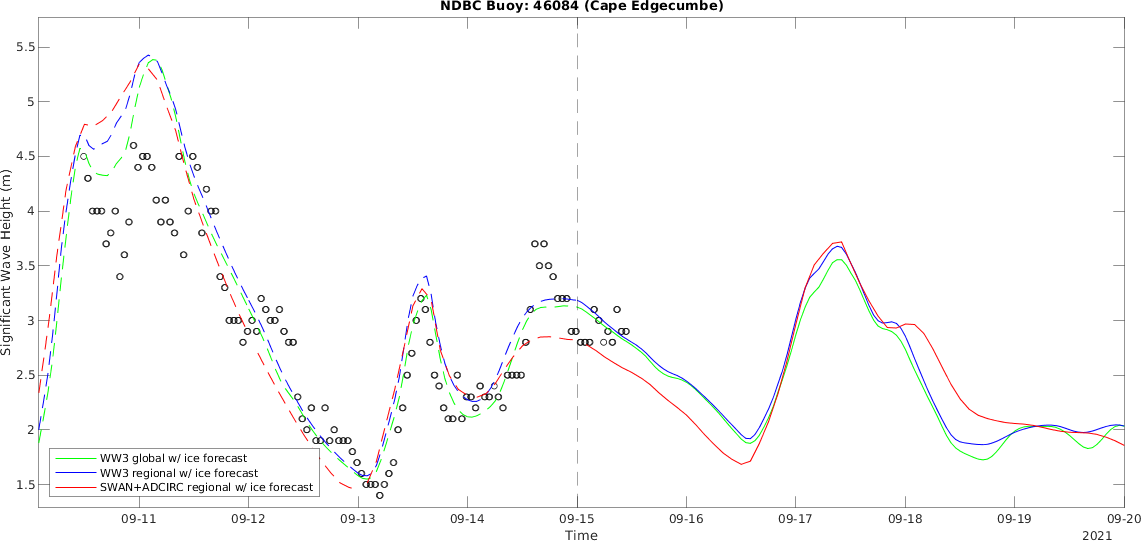 NDBC Buoy: 46084 (Cape Edgecumbe)
Significant Wave Height (m)
5.5
5
4.5
4
3.5
3
2.5
2
1.5
WW3 global w/ ice forecast
WW3 regional w/ ice forecast
SWAN+ADCIRC regional w/ ice forecast
09-11 09-12 09-13 09-14 09-15 09-16 09-17 09-18 09-19 09-20
Time
2021